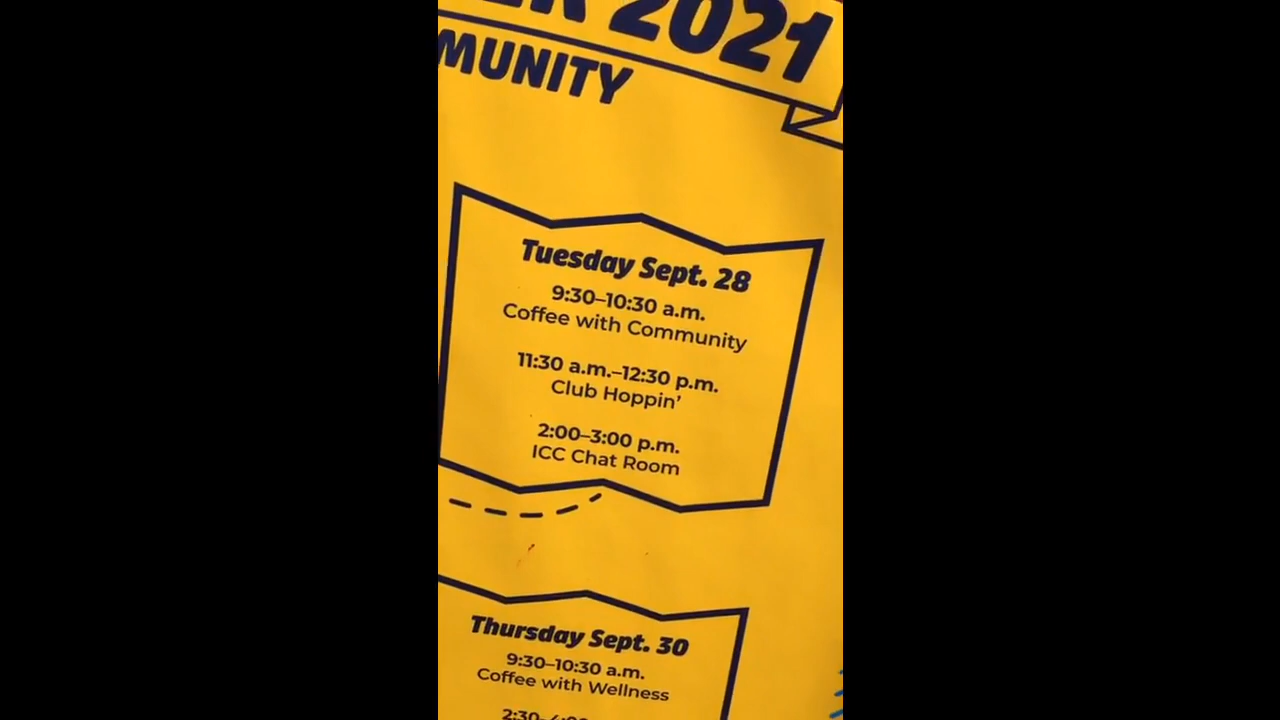 2021
MUNITY
Tuesday Sept. 28
9:30–10:30 a.m.
Coffee with Community
11:30 a.m.–12:30 p.m.
Club Hoppin’
2:00–3:00 p.m.
ICC Chat Room
Thursday Sept. 30
9:30–10:30 a.m.
Coffee with Wellness